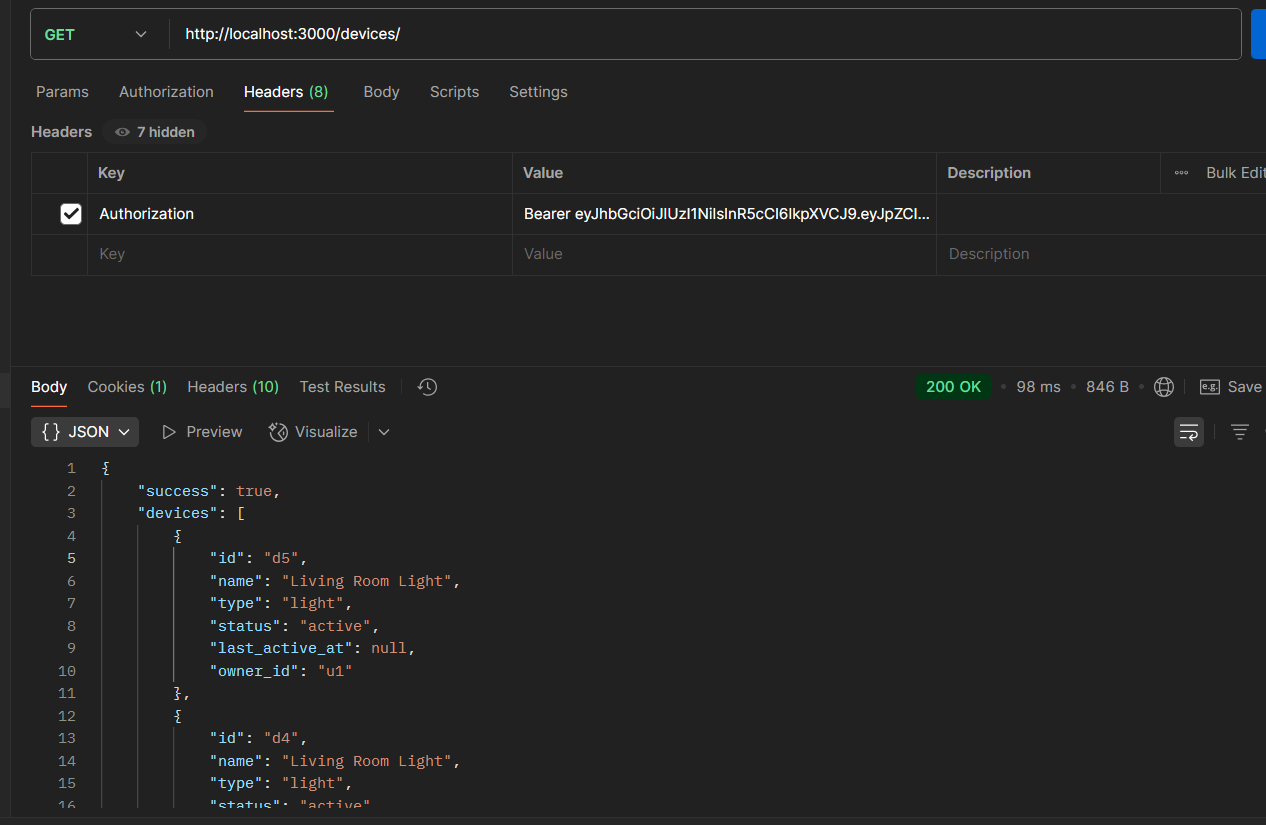 GET http://localhost:3000/devices/
Params Authorization Headers (8) Body Scripts Settings
Headers 7 hidden
Key Value Description Bulk Edit
Authorization Bearer eyJhbGciOiJIUzI1NiIsInR5cCI6IkpXVCJ9.eyJpZCI...
Key Value Description
Body Cookies (1) Headers (10) Test Results 200 OK • 98 ms • 846 B • e.g. Save
{} JSON Preview Visualize
1 {
2 "success": true,
3 "devices": [
4 {
5 "id": "d5",
6 "name": "Living Room Light",
7 "type": "light",
8 "status": "active",
9 "last_active_at": null,
10 "owner_id": "u1"
11 },
12 {
13 "id": "d4",
14 "name": "Living Room Light",
15 "type": "light",
16 "status": "active"